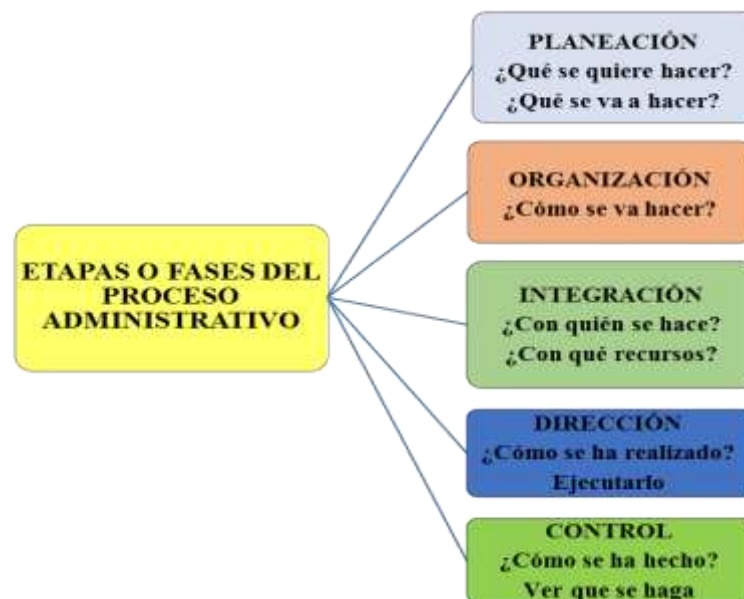 ETAPAS O FASES DEL
PROCESO
ADMINISTRATIVO
PLANEACIÓN
¿Qué se quiere hacer?
¿Qué se va a hacer?
ORGANIZACIÓN
¿Cómo se va hacer?
INTEGRACIÓN
¿Con quién se hace?
¿Con qué recursos?
DIRECCIÓN
¿Cómo se ha realizado?
Ejecutarlo
CONTROL
¿Cómo se ha hecho?
Ver que se haga